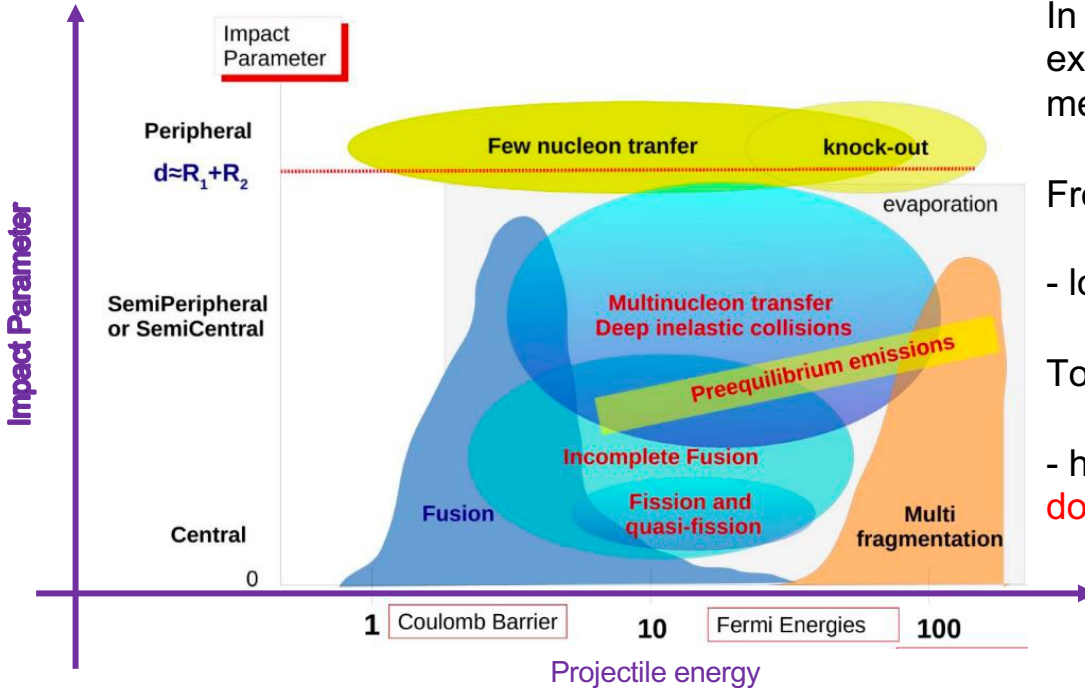 Impact
Parameter
Peripheral
d≈R₁+R₂
SemiPeripheral
or SemiCentral
Central
0
Impact Parameter
Few nucleon tranfer
knock-out
evaporation
Multinucleon transfer
Deep inelastic collisions
Preequilibrium emissions
Incomplete Fusion
Fission and
quasi-fission
Fusion
Multi
fragmentation
1
Coulomb Barrier
10
Fermi Energies
100
Projectile energy
In
ex
me
Fro
- lo
To
- h
do